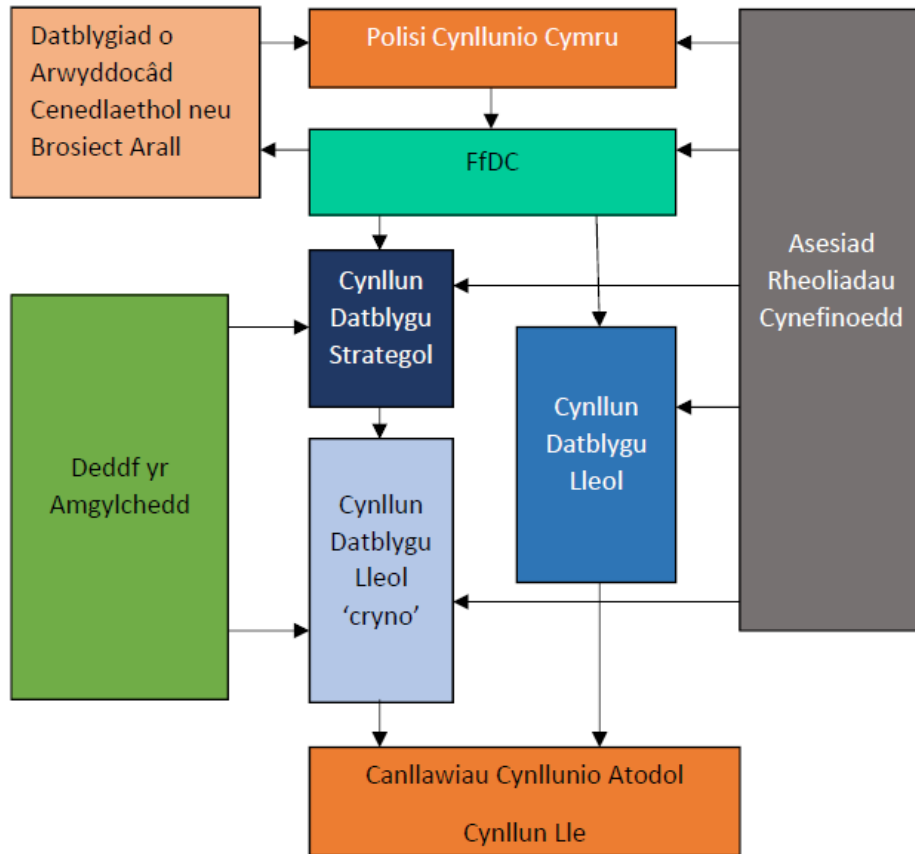 Datblygiad o
Arwyddocâd
Cenedlaethol neu
Brosiect Arall
Polisi Cynllunio Cymru
FfDC
Asesiad
Rheoliadau
Cynefinoedd
Cynllun
Datblygu
Strategol
Cynllun
Datblygu
Lleol
Deddf yr
Amgylchedd
Cynllun
Datblygu
Lleol
‘cryno’
Canllawiau Cynllunio Atodol
Cynllun Lle